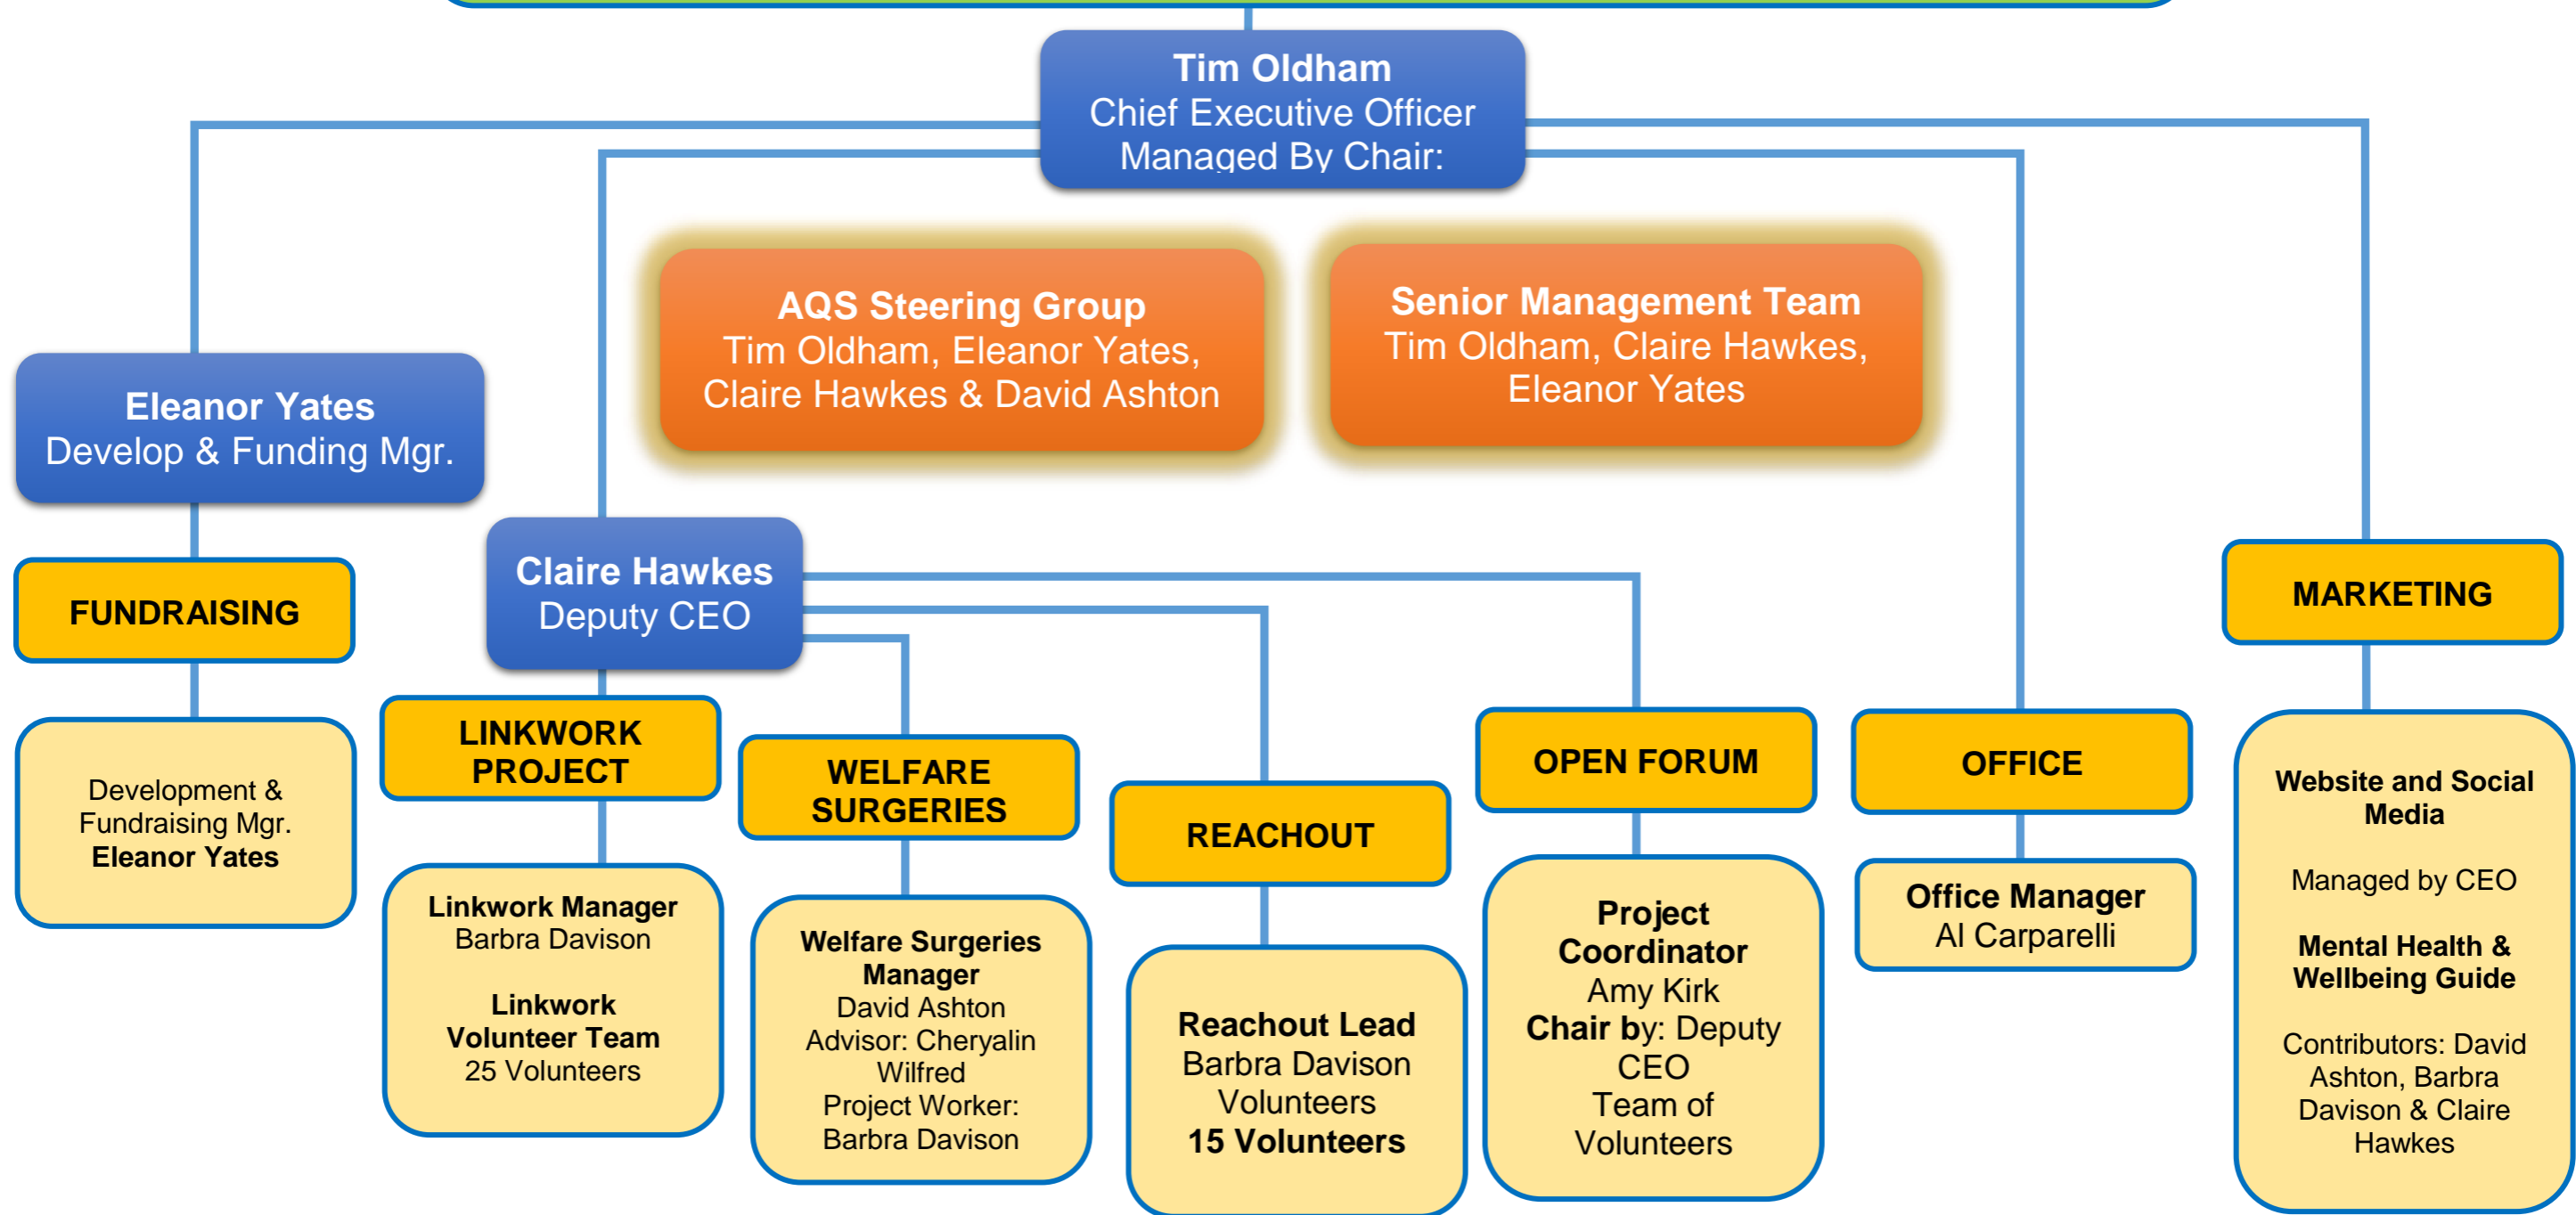 Tim Oldham
Chief Executive Officer
Managed By Chair:
AQS Steering Group
Tim Oldham, Eleanor Yates,
Claire Hawkes & David Ashton
Senior Management Team
Tim Oldham, Claire Hawkes,
Eleanor Yates
Eleanor Yates
Develop & Funding Mgr.
Claire Hawkes
Deputy CEO
FUNDRAISING
Development &
Fundraising Mgr.
Eleanor Yates
LINKWORK
PROJECT
Linkwork Manager
Barbra Davison
Linkwork
Volunteer Team
25 Volunteers
WELFARE
SURGERIES
Welfare Surgeries
Manager
David Ashton
Advisor: Cheryalin
Wilfred
Project Worker:
Barbra Davison
REACHOUT
Reachout Lead
Barbra Davison
Volunteers
15 Volunteers
OPEN FORUM
Project
Coordinator
Amy Kirk
Chair by: Deputy
CEO
Team of
Volunteers
OFFICE
Office Manager
Al Carparelli
MARKETING
Website and Social
Media
Managed by CEO
Mental Health &
Wellbeing Guide
Contributors: David
Ashton, Barbra
Davison & Claire
Hawkes